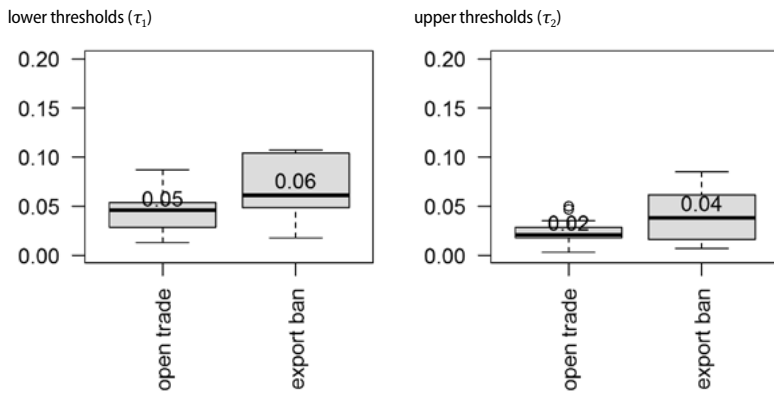 lower thresholds (τ₁)
0.20
0.15
0.10
0.05
0.00
0.05
0.06
open trade
export ban
upper thresholds (τ₂)
0.20
0.15
0.10
0.05
0.00
0.02
0.04
open trade
export ban